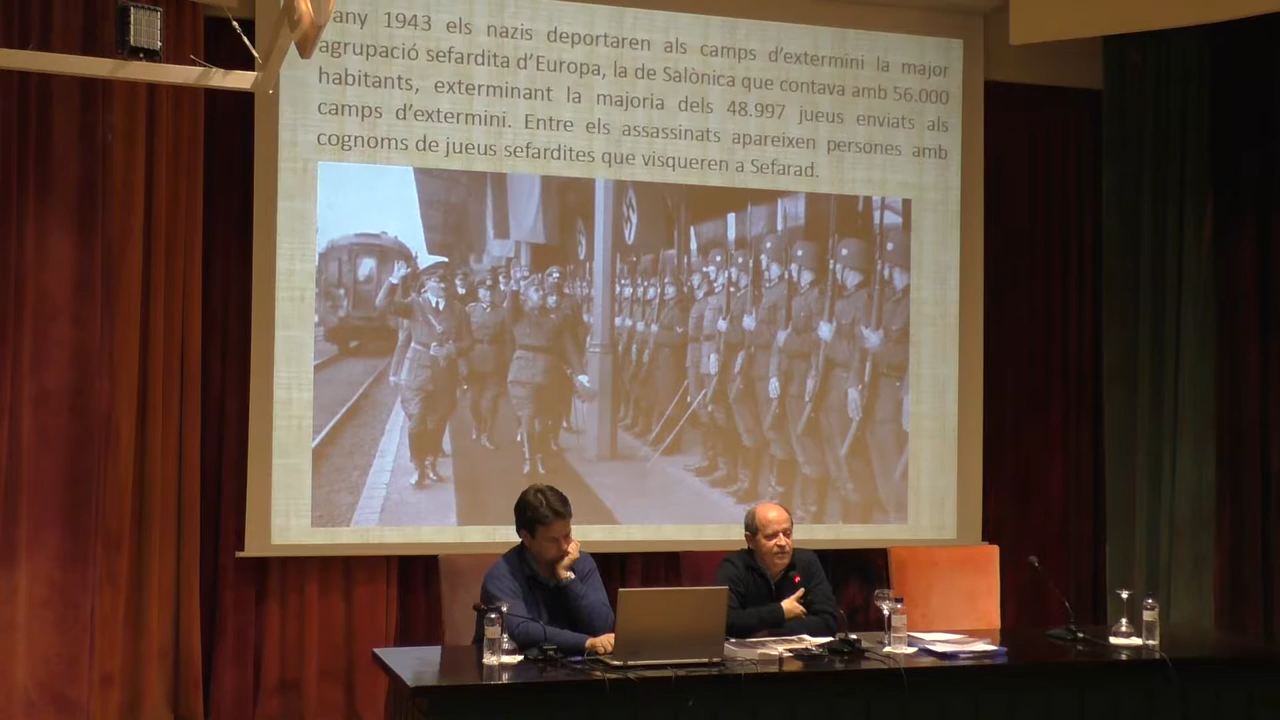 any 1943 els nazis deportaren als camps d'extermini la major
agrupació sefardita d'Europa, la de Salònica que contava amb 56.000
habitants, exterminant la majoria dels 48.997 jueus enviats als
camps d'extermini. Entre els assassinats apareixen persones amb
cognoms de jueus sefardites que visqueren a Sefarad.